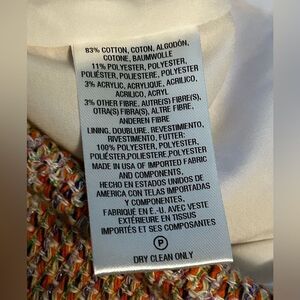 83% COTTON, COTON, ALGODÓN,
COTONE, BAUMWOLLE
11% POLYESTER, POLYESTER,
POLIÉSTER, POLIESTERE, POLYESTER
3% ACRYLIC, ACRYLIQUE, ACRILICO,
ACRILICO, ACRYL
3% OTHER FIBRE, AUTRE(S) FIBRE(S),
OTRA(S)FIBRA(S), ALTRE FIBRE,
ANDEREN FIBRE
LINING, DOUBLURE, REVESTIMIENTO,
RIVESTIMENTO, FUTTER:
100% POLYESTER, POLYESTER,
POLIÉSTER,POLIESTERE,POLYESTER
MADE IN USA OF IMPORTED FABRIC
AND COMPONENTS,
HECHO EN ESTADOS UNIDOS DE
AMERICA CON TELAS IMPORTADAS
Y COMPONENTES,
FABRIQUÉ EN É.-U. AVEC VESTE
EXTÉRIEURE EN TISSUS
IMPORTÉS ET SES COMPOSANTES
P
DRY CLEAN ONLY